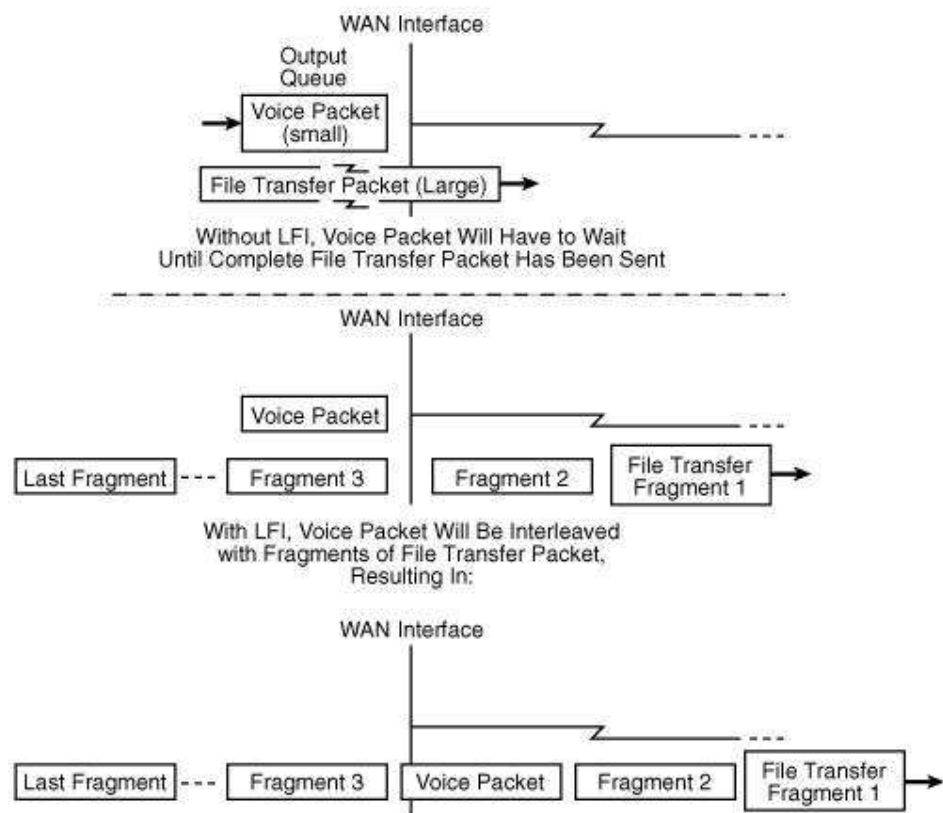 WAN Interface
Output
Queue
Voice Packet
(small)
File Transfer Packet (Large)
Without LFI, Voice Packet Will Have to Wait
Until Complete File Transfer Packet Has Been Sent
WAN Interface
Voice Packet
Last Fragment
Fragment 3
Fragment 2
File Transfer
Fragment 1
With LFI, Voice Packet Will Be Interleaved
with Fragments of File Transfer Packet,
Resulting In:
WAN Interface
Last Fragment
Fragment 3
Voice Packet
Fragment 2
File Transfer
Fragment 1